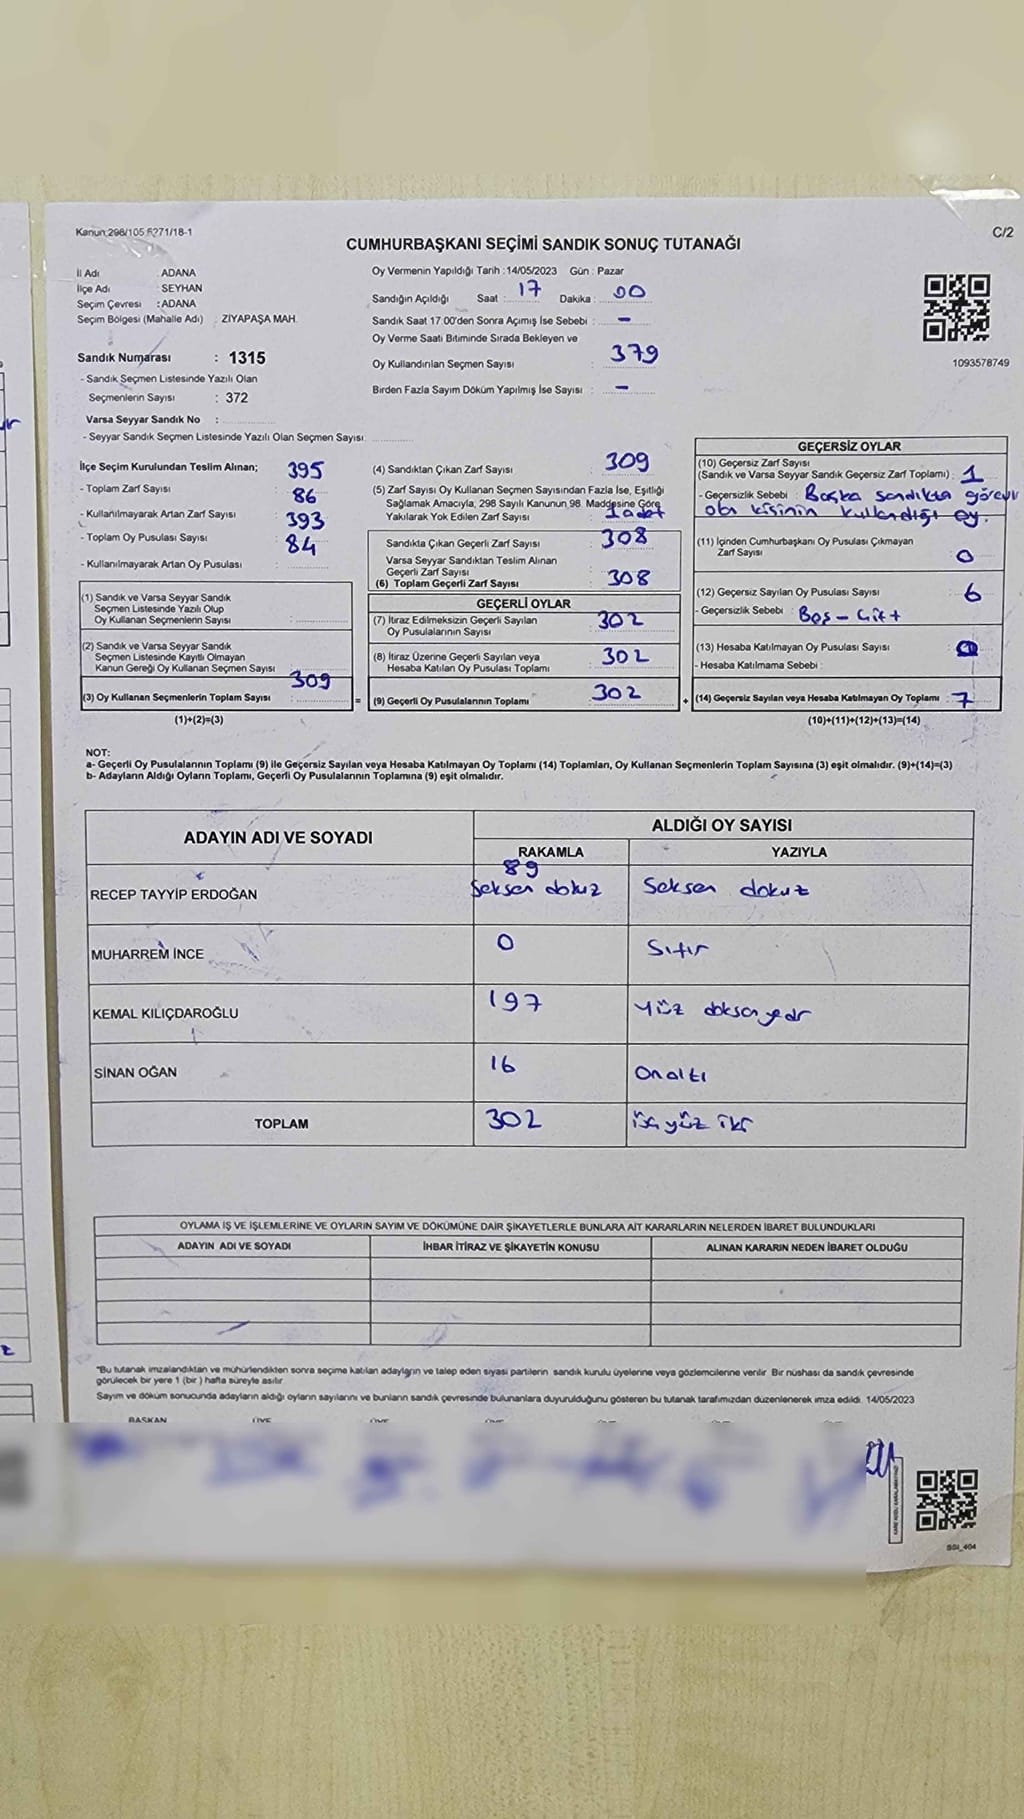 Kanun:298/105,6271/18-1
C/2
CUMHURBAŞKANI SEÇİMİ SANDIK SONUÇ TUTANAĞI
İl Adı : ADANA
İlçe Adı : SEYHAN
Seçim Çevresi : ADANA
Seçim Bölgesi (Mahalle Adı) : ZİYAPAŞA MAH.
Sandık Numarası : 1315
- Sandık Seçmen Listesinde Yazılı Olan
Seçmenlerin Sayısı : 372
Varsa Seyyar Sandık No :
- Seyyar Sandık Seçmen Listesinde Yazılı Olan Seçmen Sayısı:
Oy Vermenin Yapıldığı Tarih : 14/05/2023 Gün : Pazar
Sandığın Açıldığı Saat : 17 Dakika : 00
Sandık Saat 17.00'den Sonra Açımış İse Sebebi : -
Oy Verme Saati Bitiminde Sırada Bekleyen ve
Oy Kullandırılan Seçmen Sayısı : 379
Birden Fazla Sayım Döküm Yapılmış İse Sayısı : -
1093578749
İlçe Seçim Kurulundan Teslim Alınan;
395
- Toplam Zarf Sayısı
86
- Kullanılmayarak Artan Zarf Sayısı
393
- Toplam Oy Pusulası Sayısı
84
- Kullanılmayarak Artan Oy Pusulası
(1) Sandık ve Varsa Seyyar Sandık
Seçmen Listesinde Yazılı Olup
Oy Kullanan Seçmenlerin Sayısı
(2) Sandık ve Varsa Seyyar Sandık
Seçmen Listesinde Kayıtlı Olmayan
Kanun Gereği Oy Kullanan Seçmen Sayısı
309
(3) Oy Kullanan Seçmenlerin Toplam Sayısı
(1)+(2)=(3)
(4) Sandıktan Çıkan Zarf Sayısı : 309
(5) Zarf Sayısı Oy Kullanan Seçmen Sayısından Fazla İse, Eşitliği
Sağlamak Amacıyla, 298 Sayılı Kanunun 98. Maddesine Göre
Yakılarak Yok Edilen Zarf Sayısı : 1 adet
Sandıkta Çıkan Geçerli Zarf Sayısı : 308
Varsa Seyyar Sandıktan Teslim Alınan
Geçerli Zarf Sayısı
(6) Toplam Geçerli Zarf Sayısı : 308
GEÇERLİ OYLAR
(7) İtiraz Edilmeksizin Geçerli Sayılan
Oy Pusulalarının Sayısı : 302
(8) İtiraz Üzerine Geçerli Sayılan veya
Hesaba Katılan Oy Pusulası Toplamı : 302
= (9) Geçerli Oy Pusulalarının Toplamı : 302
GEÇERSİZ OYLAR
(10) Geçersiz Zarf Sayısı
(Sandık ve Varsa Seyyar Sandık Geçersiz Zarf Toplamı) : 1
- Geçersizlik Sebebi : Başka sandıkta görevli
olan kişinin kullandığı oy.
(11) İçinden Cumhurbaşkanı Oy Pusulası Çıkmayan
Zarf Sayısı : 0
(12) Geçersiz Sayılan Oy Pusulası Sayısı : 6
- Geçersizlik Sebebi : Boş - Çift
(13) Hesaba Katılmayan Oy Pusulası Sayısı :
- Hesaba Katılmama Sebebi :
+ (14) Geçersiz Sayılan veya Hesaba Katılmayan Oy Toplamı : 7
(10)+(11)+(12)+(13)=(14)
NOT:
a- Geçerli Oy Pusulalarının Toplamı (9) ile Geçersiz Sayılan veya Hesaba Katılmayan Oy Toplamı (14) Toplamları, Oy Kullanan Seçmenlerin Toplam Sayısına (3) eşit olmalıdır. (9)+(14)=(3)
b- Adayların Aldığı Oyların Toplamı, Geçerli Oy Pusulalarının Toplamına (9) eşit olmalıdır.
ADAYIN ADI VE SOYADI
ALDIĞI OY SAYISI
RAKAMLA YAZIYLA
89
RECEP TAYYİP ERDOĞAN Seksen dokuz Seksen dokuz
MUHARREM İNCE 0 Sıfır
KEMAL KILIÇDAROĞLU 197 Yüz doksan yedi
SİNAN OĞAN 16 Onaltı
TOPLAM 302 üçyüz iki
OYLAMA İŞ VE İŞLEMLERİNE VE OYLARIN SAYIM VE DÖKÜMÜNE DAİR ŞİKAYETLERLE BUNLARA AİT KARARLARIN NELERDEN İBARET BULUNDUKLARI
ADAYIN ADI VE SOYADI İHBAR İTİRAZ VE ŞİKAYETİN KONUSU ALINAN KARARIN NEDEN İBARET OLDUĞU
*Bu tutanak imzalandıktan ve mühürlendikten sonra seçime katılan adayların ve talep eden siyasi partilerin sandık kurulu üyelerine veya gözlemcilerine verilir. Bir nüshası da sandık çevresinde
görülecek bir yere 1 (bir) hafta süreyle asılır
Sayım ve döküm sonucunda adayların aldığı oyların sayılarını ve bunların sandık çevresinde bulunanlara duyurulduğunu gösteren bu tutanak tarafımızdan düzenlenerek imza edildi. 14/05/2023
BAŞKAN ÜYE ÜYE ÜYE